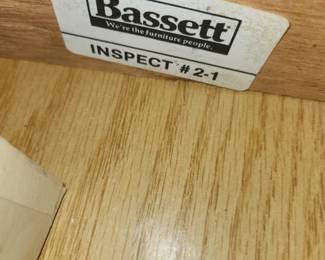 Bassett
We're the furniture people.
INSPECT # 2-1